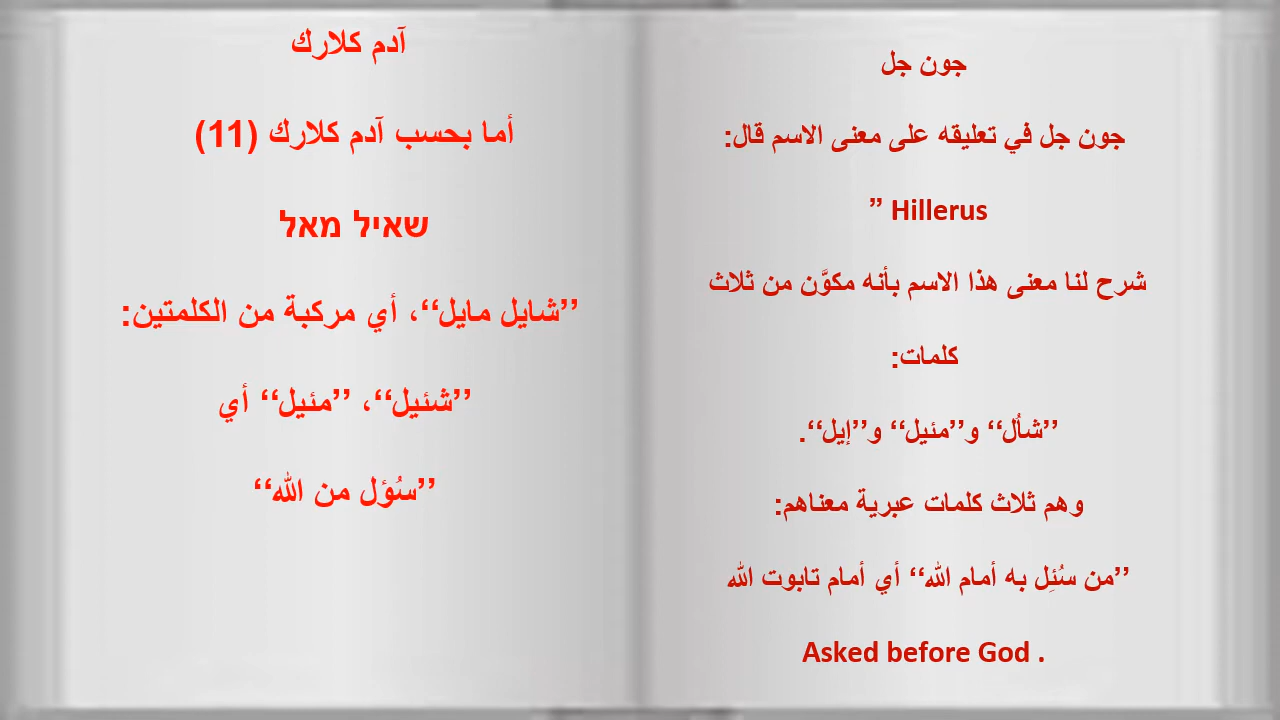 جون جل
جون جل في تعليقه على معنى الاسم قال:
” Hillerus
شرح لنا معنى هذا الاسم بأنه مكوَّن من ثلاث
كلمات:
’’شأُل‘‘ و’’مئيل‘‘ و’’إيل‘‘.
وهم ثلاث كلمات عبرية معناهم:
’’من سُئِل به أمام الله‘‘ أي أمام تابوت الله
Asked before God .
آدم كلارك
أما بحسب آدم كلارك (11)
שאיל מאל
’’شايل مايل‘‘، أي مركبة من الكلمتين:
’’شئيل‘‘، ’’مئيل‘‘ أي
’’سُؤل من الله‘‘